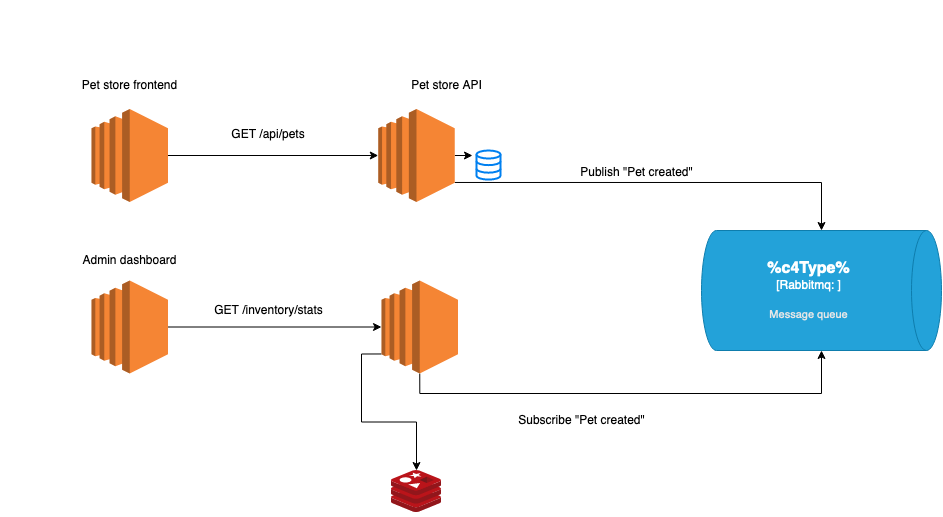 Pet store frontend
Pet store API
GET /api/pets
Publish "Pet created"
Admin dashboard
GET /inventory/stats
%c4Type%
[Rabbitmq: ]
Message queue
Subscribe "Pet created"